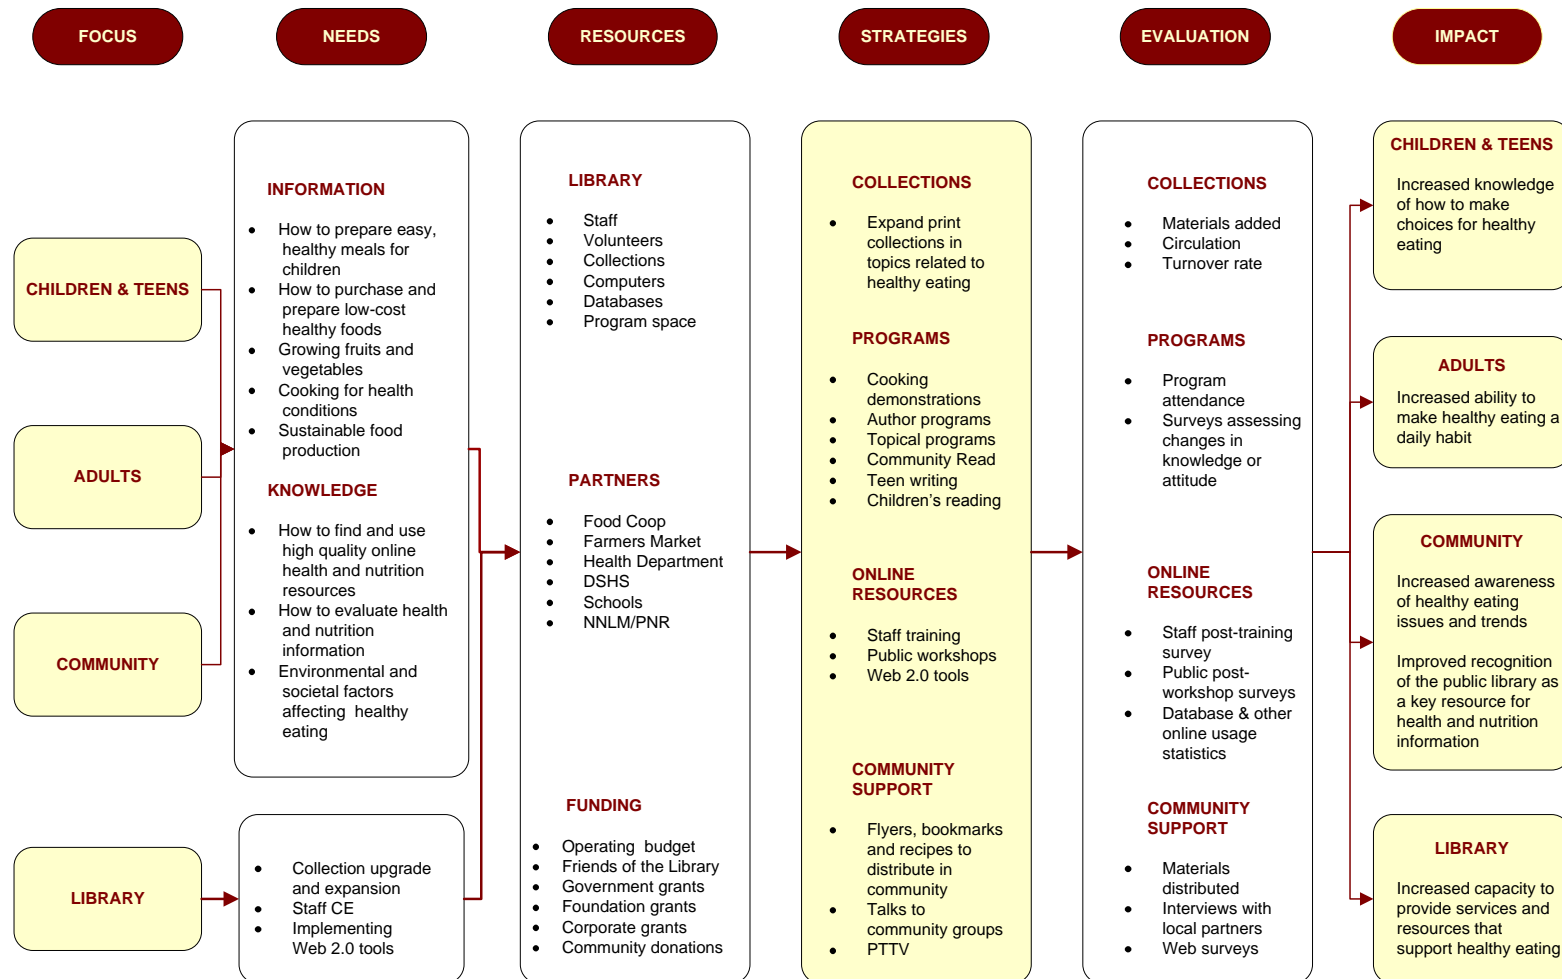 FOCUS
NEEDS
RESOURCES
STRATEGIES
EVALUATION
IMPACT
CHILDREN & TEENS
ADULTS
COMMUNITY
LIBRARY
INFORMATION
• How to prepare easy,
healthy meals for
children
• How to purchase and
prepare low-cost
healthy foods
• Growing fruits and
vegetables
• Cooking for health
conditions
• Sustainable food
production
KNOWLEDGE
• How to find and use
high quality online
health and nutrition
resources
• How to evaluate health
and nutrition
information
• Environmental and
societal factors
affecting healthy
eating
• Collection upgrade
and expansion
• Staff CE
• Implementing
Web 2.0 tools
LIBRARY
• Staff
• Volunteers
• Collections
• Computers
• Databases
• Program space
PARTNERS
• Food Coop
• Farmers Market
• Health Department
• DSHS
• Schools
• NNLM/PNR
FUNDING
• Operating budget
• Friends of the Library
• Government grants
• Foundation grants
• Corporate grants
• Community donations
COLLECTIONS
• Expand print
collections in
topics related to
healthy eating
PROGRAMS
• Cooking
demonstrations
• Author programs
• Topical programs
• Community Read
• Teen writing
• Children's reading
ONLINE
RESOURCES
• Staff training
• Public workshops
• Web 2.0 tools
COMMUNITY
SUPPORT
• Flyers, bookmarks
and recipes to
distribute in
community
• Talks to
community groups
• PTTV
COLLECTIONS
• Materials added
• Circulation
• Turnover rate
PROGRAMS
• Program
attendance
• Surveys assessing
changes in
knowledge or
attitude
ONLINE
RESOURCES
• Staff post-training
survey
• Public post-
workshop surveys
• Database & other
online usage
statistics
COMMUNITY
SUPPORT
• Materials
distributed
• Interviews with
local partners
• Web surveys
CHILDREN & TEENS
Increased knowledge
of how to make
choices for healthy
eating
ADULTS
Increased ability to
make healthy eating a
daily habit
COMMUNITY
Increased awareness
of healthy eating
issues and trends
Improved recognition
of the public library as
a key resource for
health and nutrition
information
LIBRARY
Increased capacity to
provide services and
resources that
support healthy eating